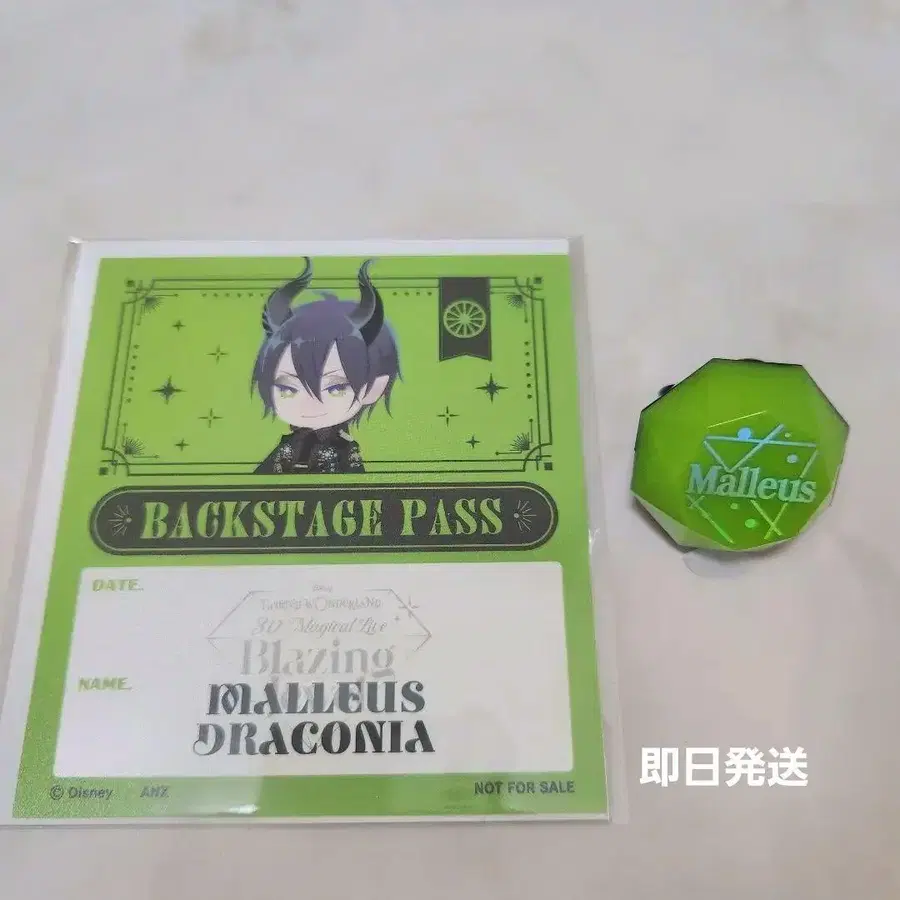 BACKSTAGE PASS
DATE.
TWISTED WONDERLAND
3D Magical Live
Blazing
NAME.
MALLEUS
DRACONIA
© Disney
ANX
NOT FOR SALE
Malleus
即日発送